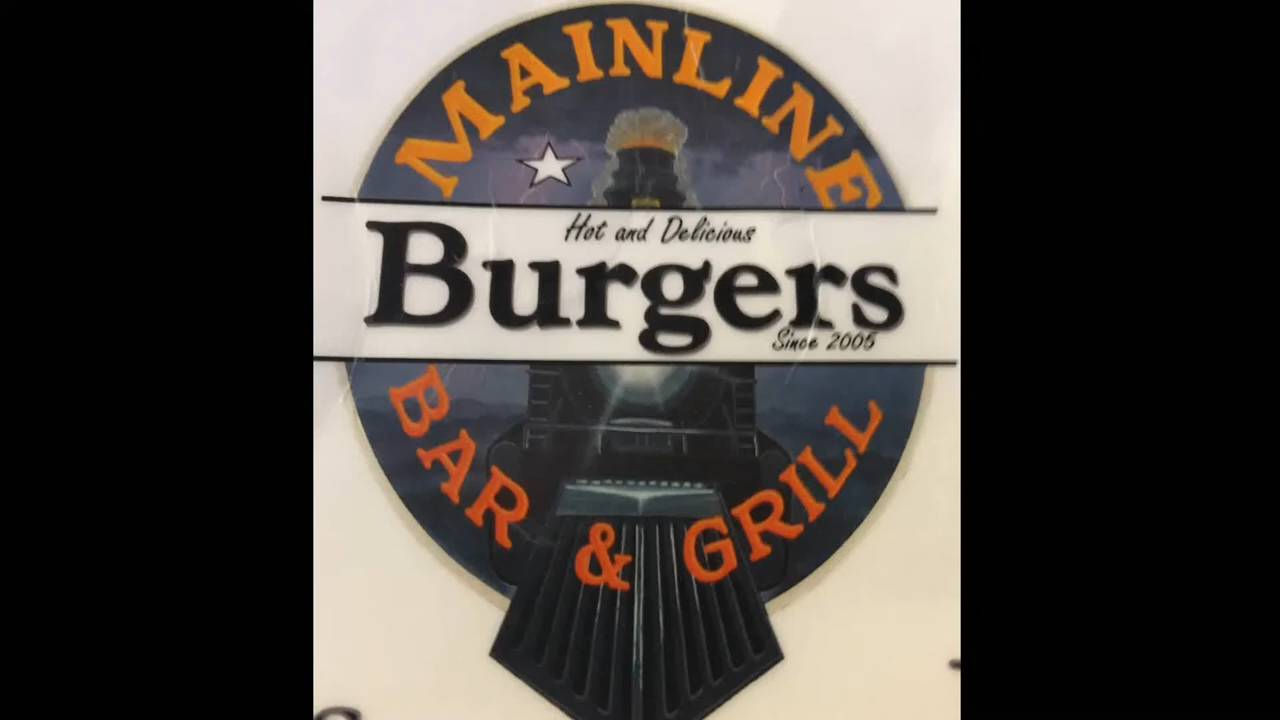 MAINLINE
Hot and Delicious
Burgers
Since 2005
BAR & GRILL